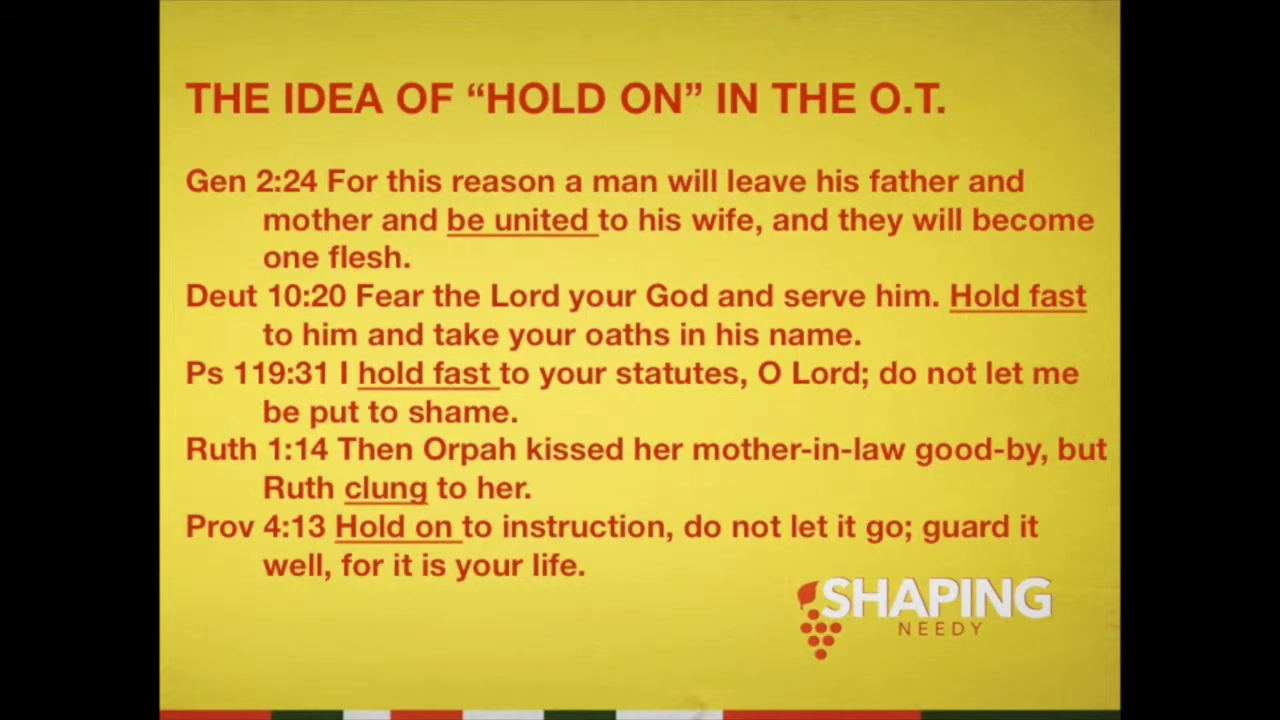 THE IDEA OF “HOLD ON” IN THE O.T.
Gen 2:24 For this reason a man will leave his father and
mother and be united to his wife, and they will become
one flesh.
Deut 10:20 Fear the Lord your God and serve him. Hold fast
to him and take your oaths in his name.
Ps 119:31 I hold fast to your statutes, O Lord; do not let me
be put to shame.
Ruth 1:14 Then Orpah kissed her mother-in-law good-by, but
Ruth clung to her.
Prov 4:13 Hold on to instruction, do not let it go; guard it
well, for it is your life.
SHAPING
NEEDY